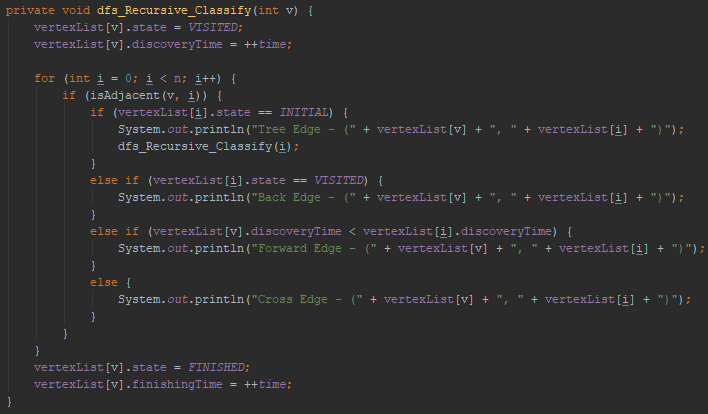 private void dfs_Recursive_Classify(int v) {
    vertexList[v].state = VISITED;
    vertexList[v].discoveryTime = ++time;

    for (int i = 0; i < n; i++) {
        if (isAdjacent(v, i)) {
            if (vertexList[i].state == INITIAL) {
                System.out.println("Tree Edge - (" + vertexList[v] + ", " + vertexList[i] + ")");
                dfs_Recursive_Classify(i);
            }
            else if (vertexList[i].state == VISITED) {
                System.out.println("Back Edge - (" + vertexList[v] + ", " + vertexList[i] + ")");
            }
            else if (vertexList[v].discoveryTime < vertexList[i].discoveryTime) {
                System.out.println("Forward Edge - (" + vertexList[v] + ", " + vertexList[i] + ")");
            }
            else {
                System.out.println("Cross Edge - (" + vertexList[v] + ", " + vertexList[i] + ")");
            }
        }
    }
    vertexList[v].state = FINISHED;
    vertexList[v].finishingTime = ++time;
}